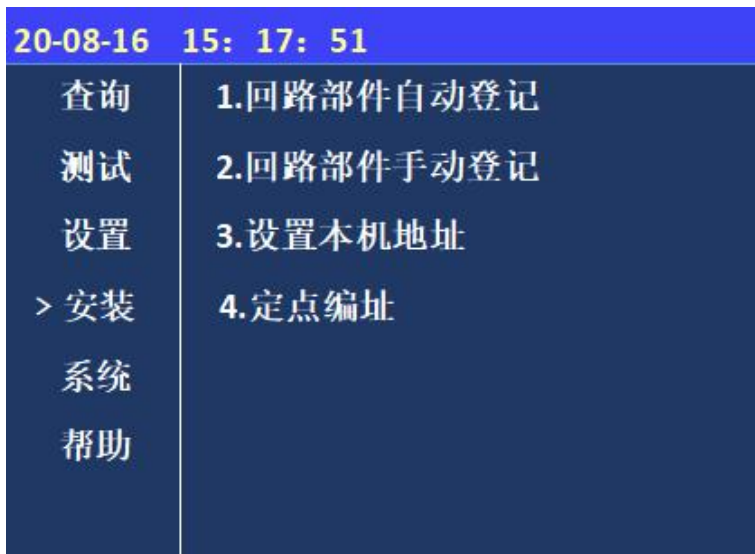 20-08-16 15：17：51
查询
测试
设置
> 安装
系统
帮助
1.回路部件自动登记
2.回路部件手动登记
3.设置本机地址
4.定点编址